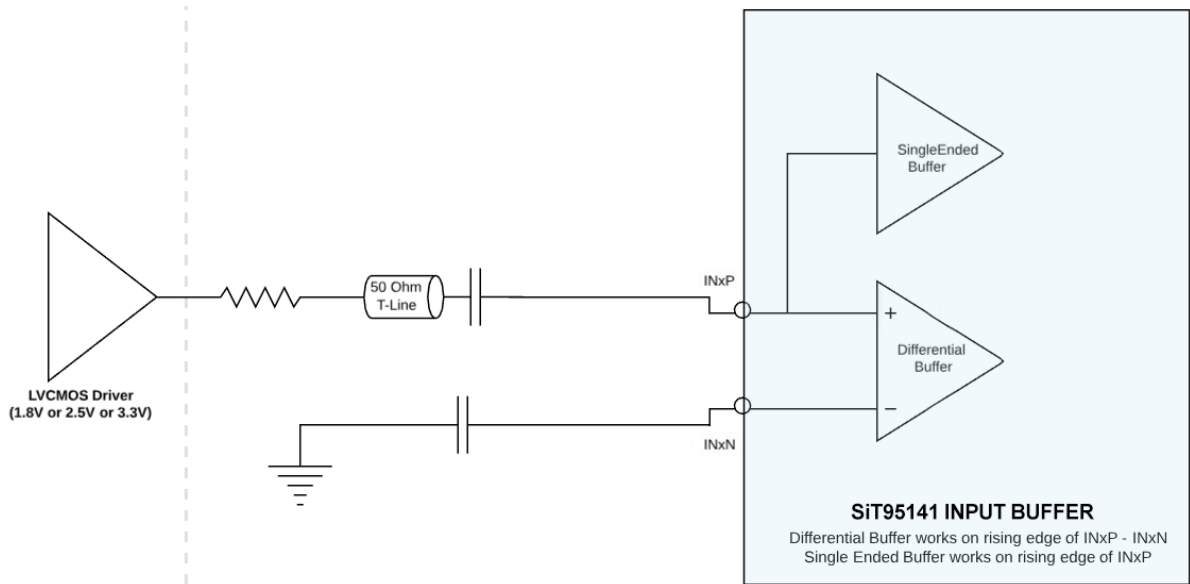 SingleEnded
Buffer
INxP
50 Ohm
T-Line
+
Differential
Buffer
LVCMOS Driver
(1.8V or 2.5V or 3.3V)
−
INxN
SiT95141 INPUT BUFFER
Differential Buffer works on rising edge of INxP - INxN
Single Ended Buffer works on rising edge of INxP